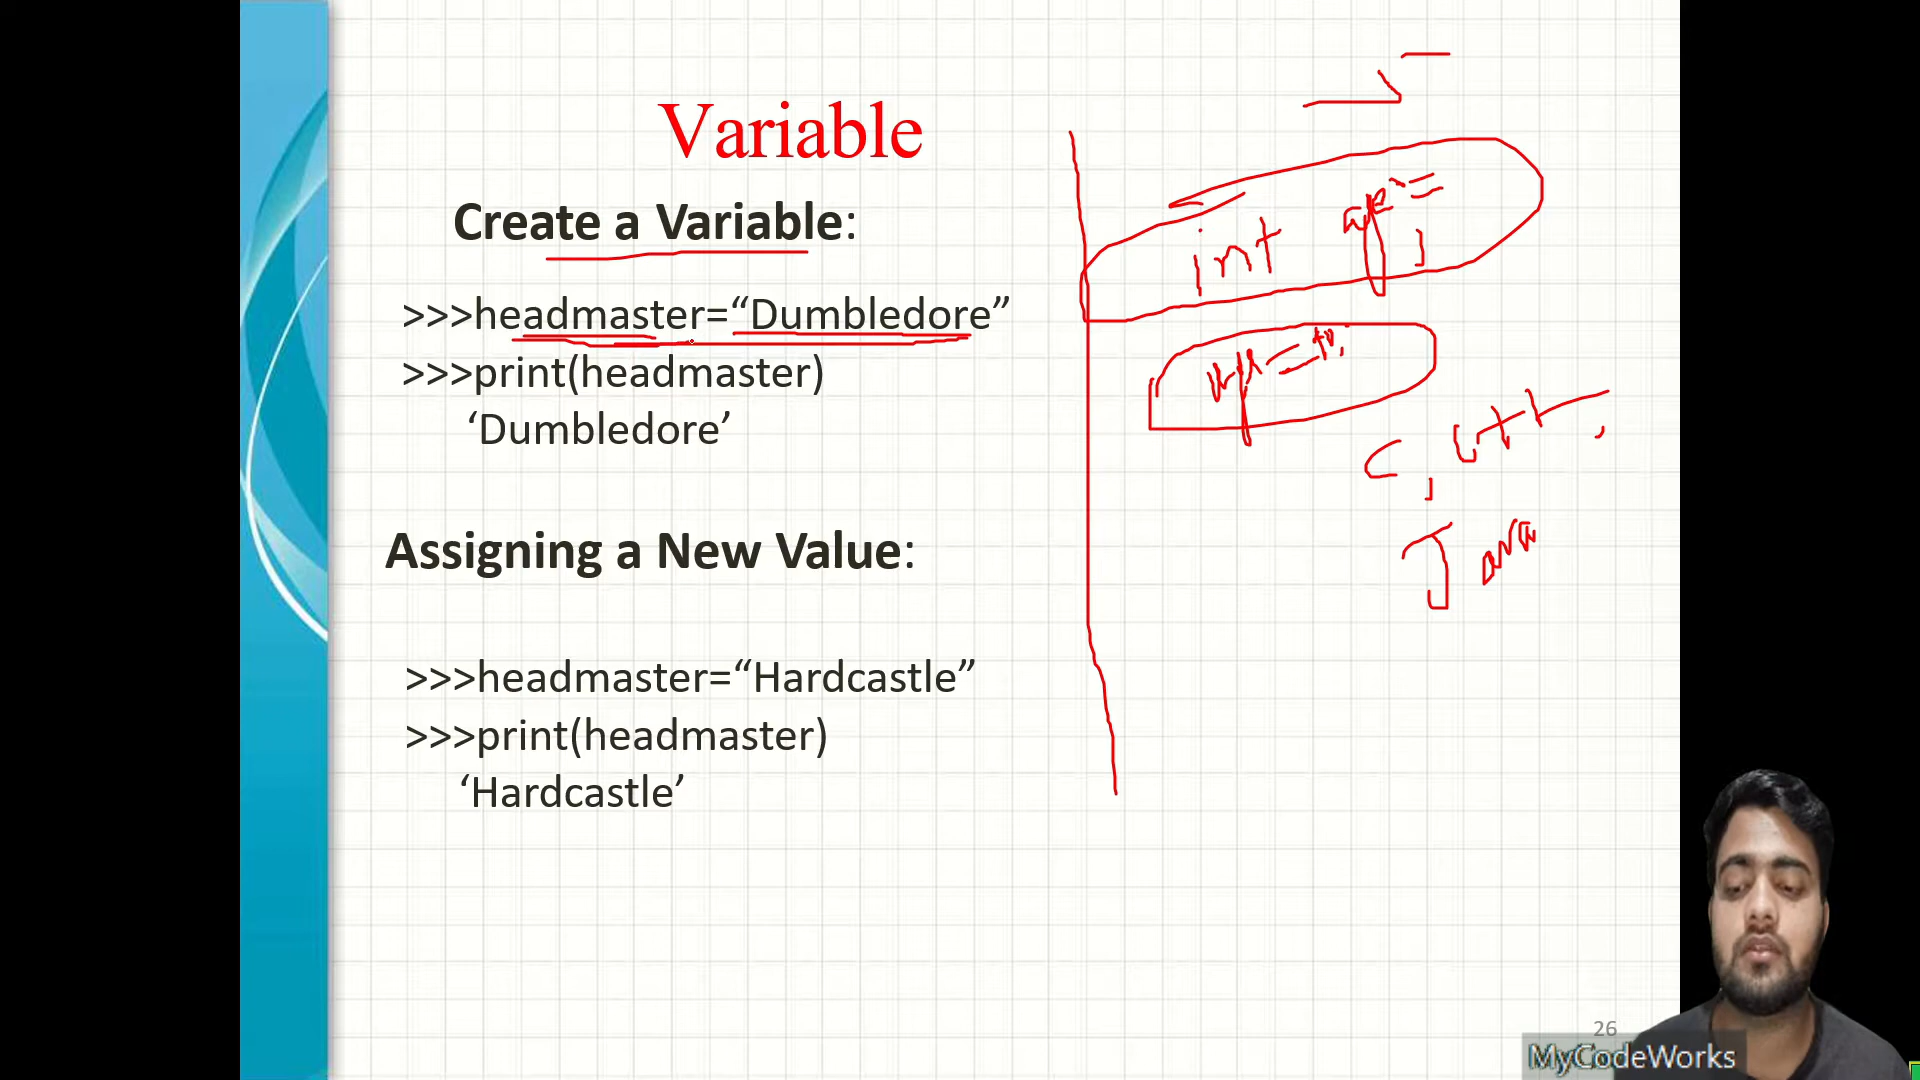 Variable
Create a Variable:
>>>headmaster=“Dumbledore”
>>>print(headmaster)
‘Dumbledore’
Assigning a New Value:
>>>headmaster=“Hardcastle”
>>>print(headmaster)
‘Hardcastle’
int age =
;
C, C++,
Java
26
MyCodeWorks